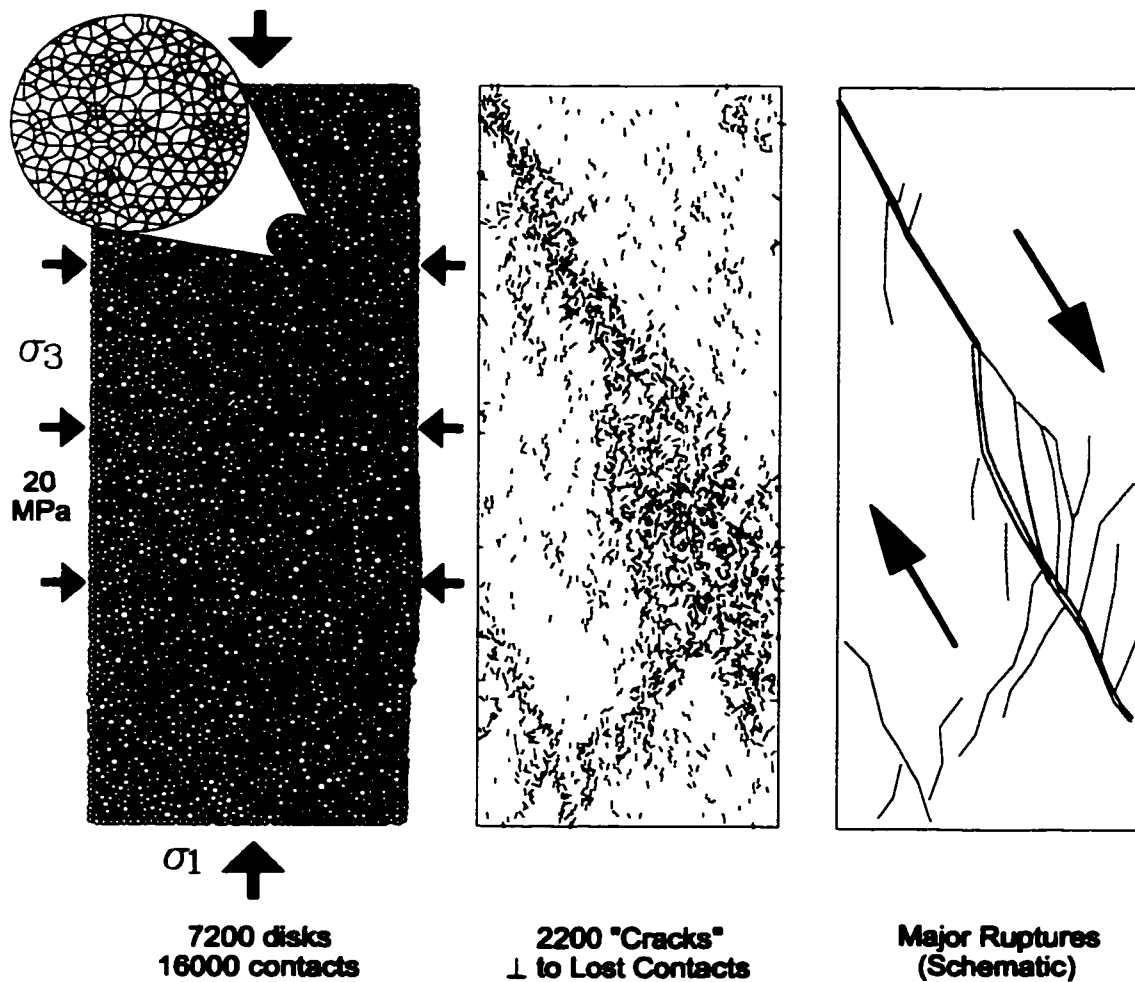 σ3
20
MPa
σ1
7200 disks
16000 contacts
2200 "Cracks"
⊥ to Lost Contacts
Major Ruptures
(Schematic)